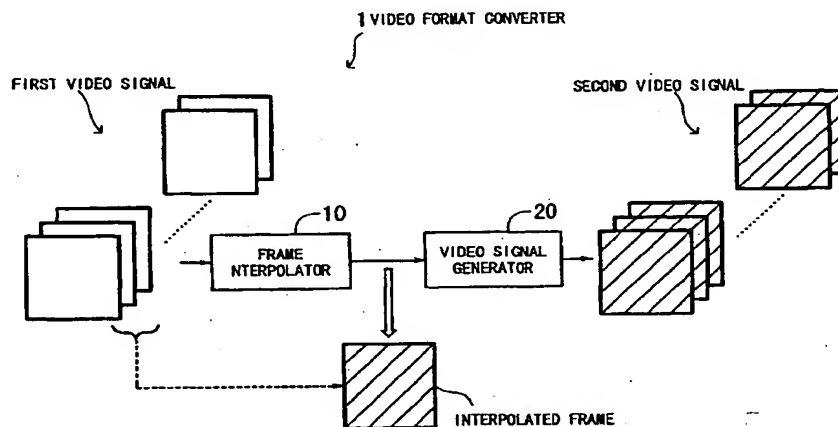 1 VIDEO FORMAT CONVERTER
FIRST VIDEO SIGNAL
SECOND VIDEO SIGNAL
10
20
FRAME
NTERPOLATOR
VIDEO SIGNAL
GENERATOR
INTERPOLATED FRAME